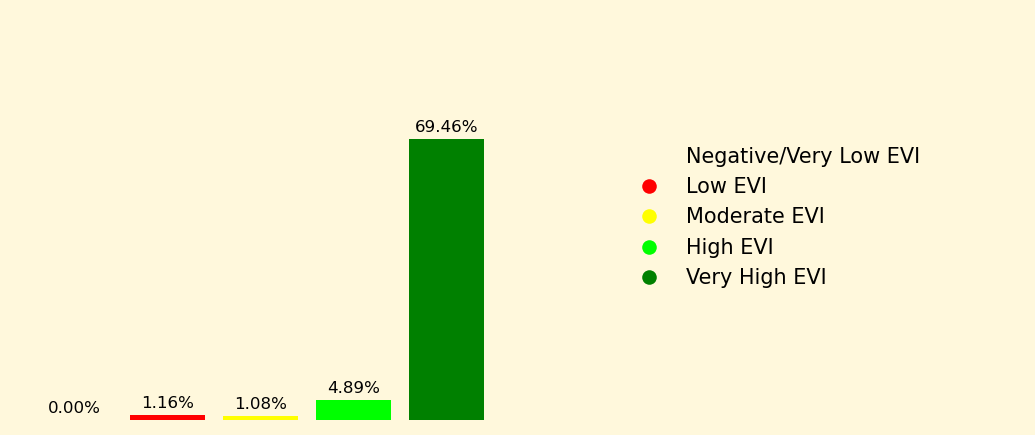 69.46%
4.89%
1.16%
1.08%
0.00%
Negative/Very Low EVI
Low EVI
Moderate EVI
High EVI
Very High EVI